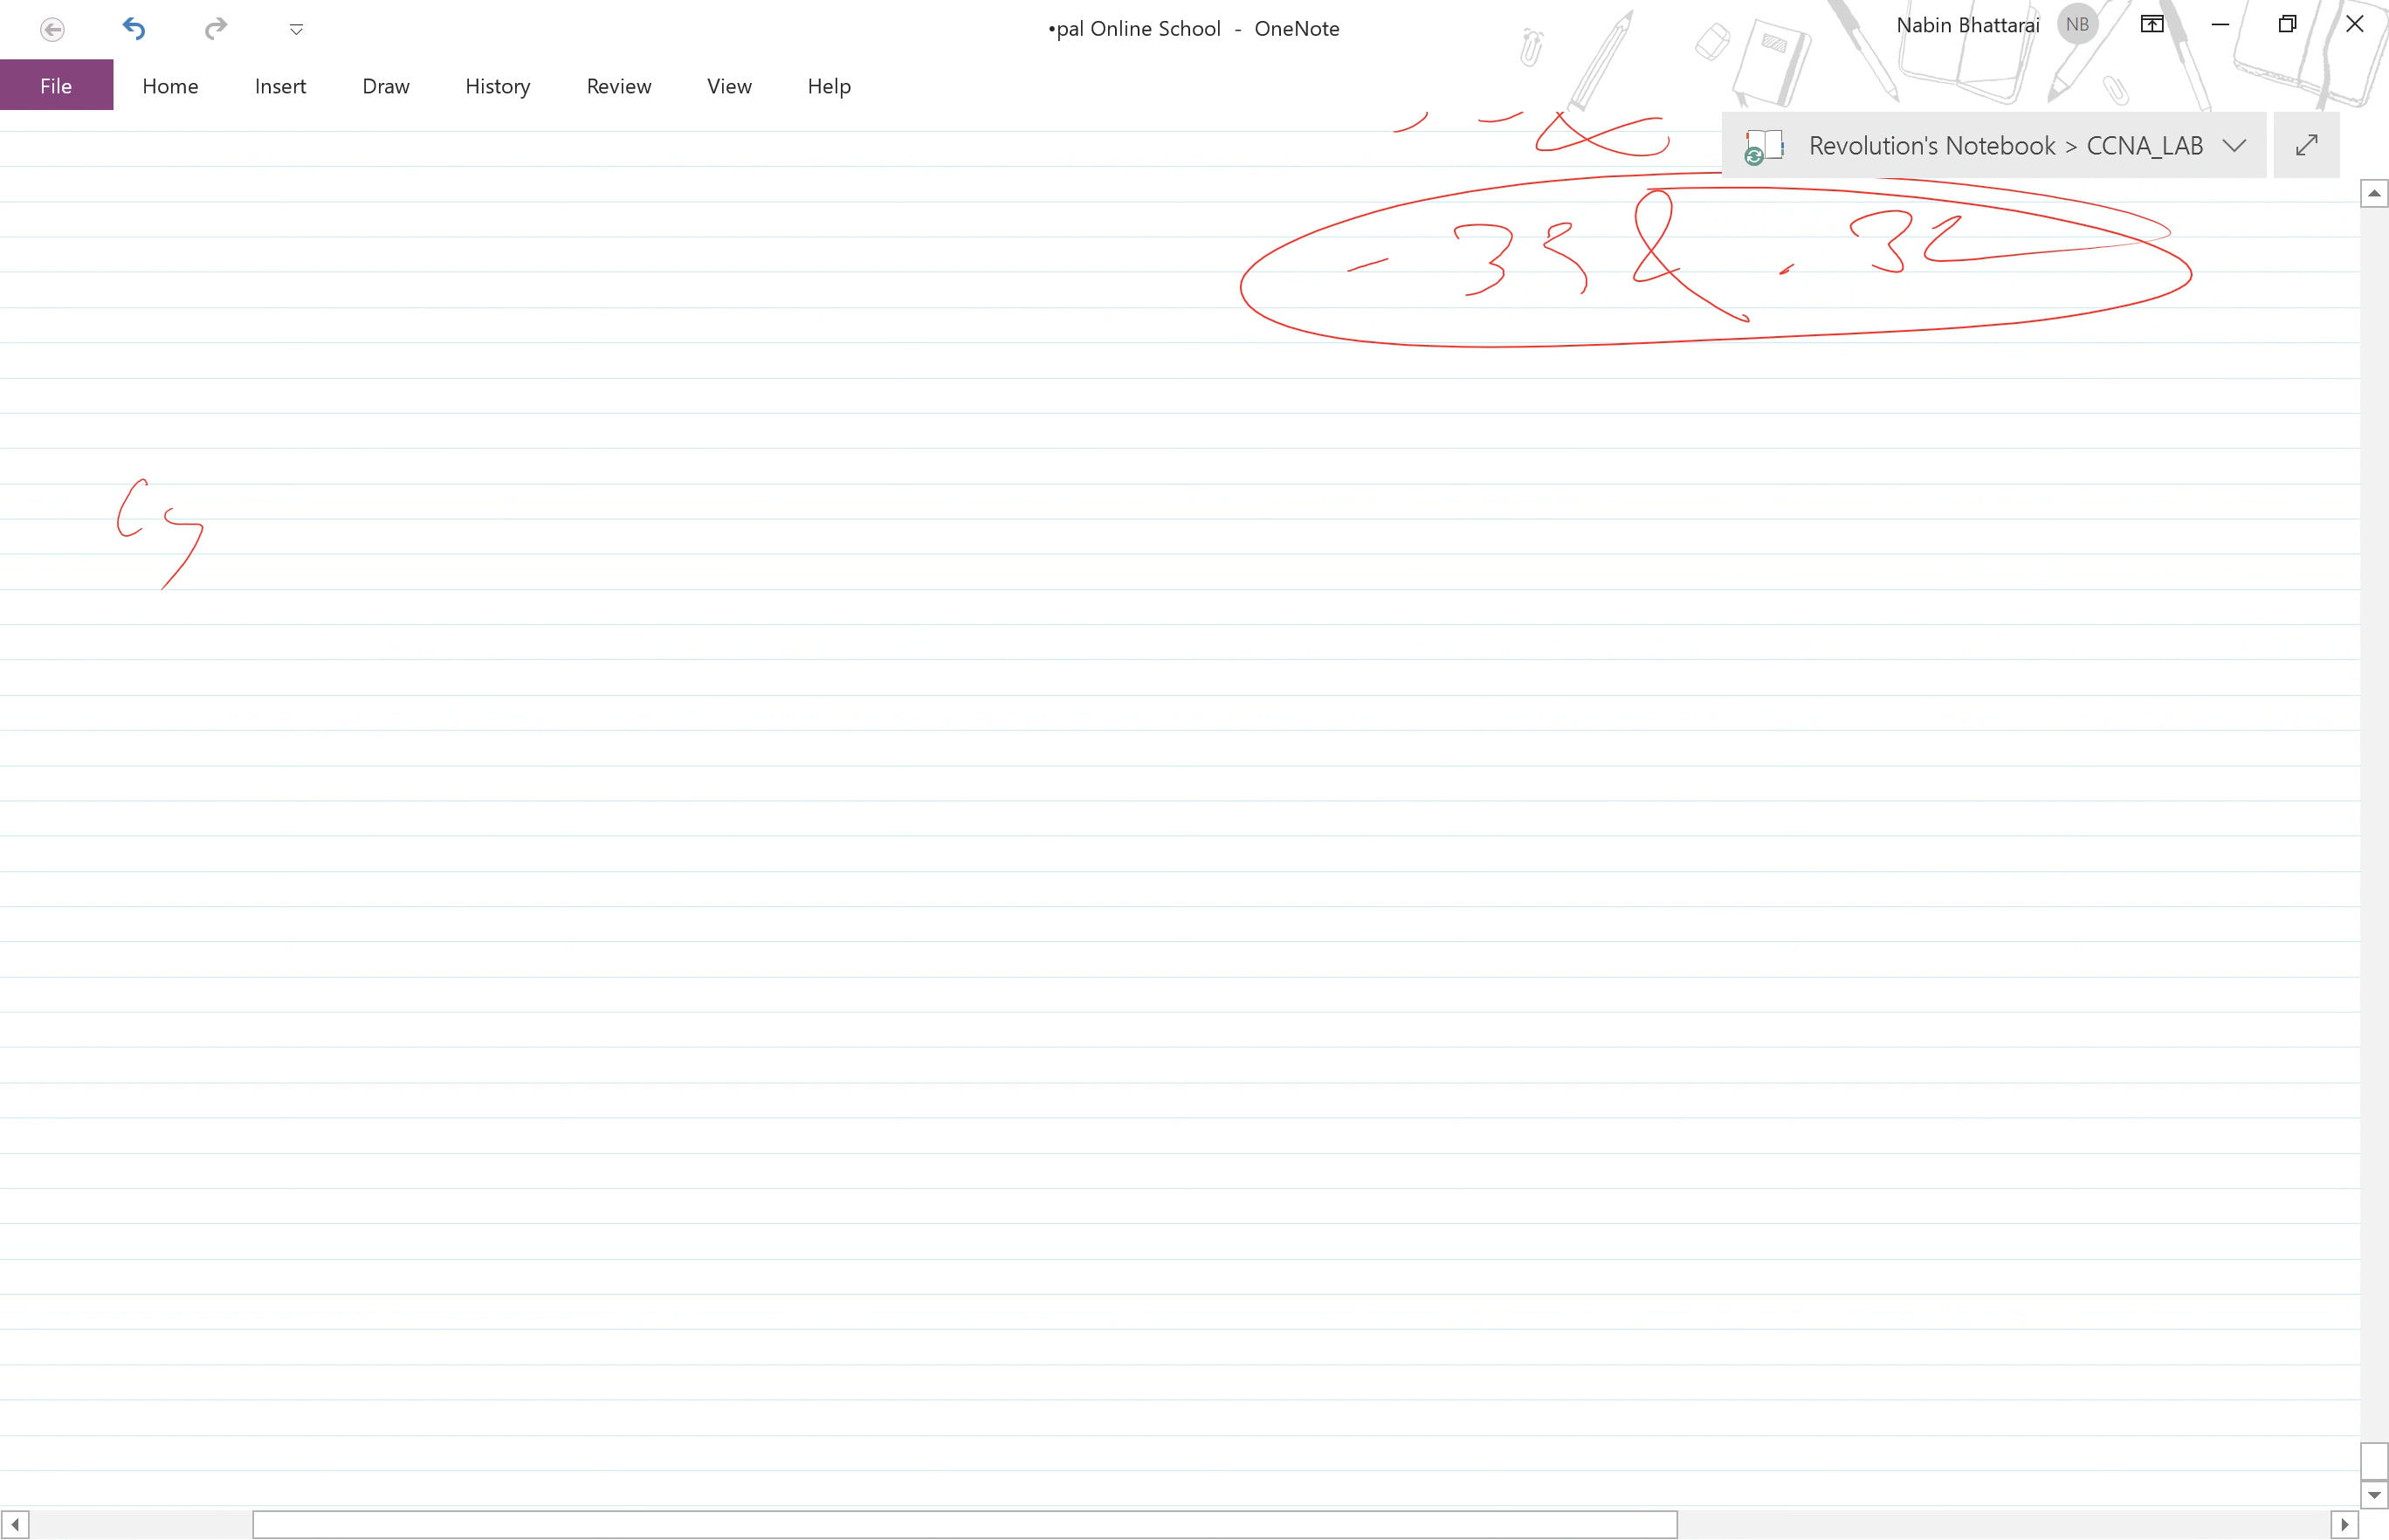 •pal Online School - OneNote
Nabin Bhattarai NB
File Home Insert Draw History Review View Help
Revolution's Notebook > CCNA_LAB
& . 32